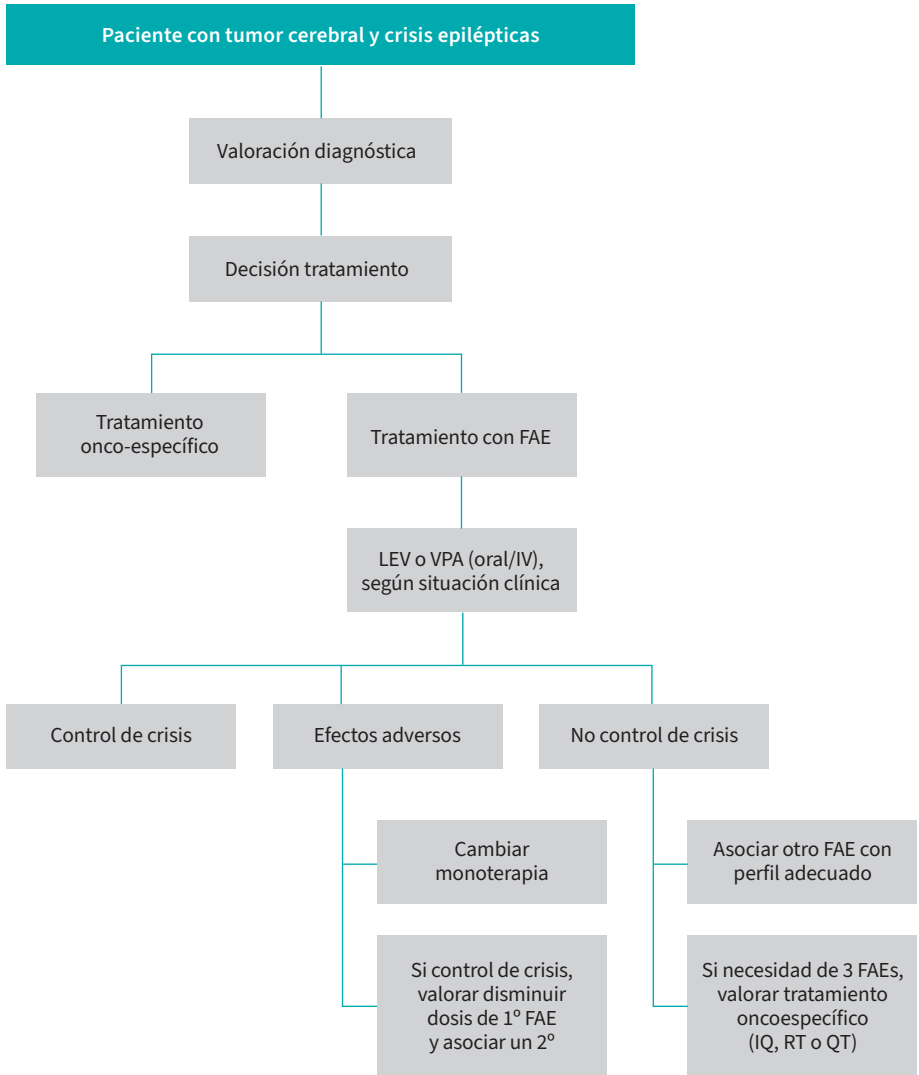 Paciente con tumor cerebral y crisis epilépticas
Valoración diagnóstica
Decisión tratamiento
Tratamiento
onco-específico
Tratamiento con FAE
LEV o VPA (oral/IV),
según situación clínica
Control de crisis
Efectos adversos
No control de crisis
Cambiar
monoterapia
Asociar otro FAE con
perfil adecuado
Si control de crisis,
valorar disminuir
dosis de 1º FAE
y asociar un 2º
Si necesidad de 3 FAEs,
valorar tratamiento
oncoespecífico
(IQ, RT o QT)